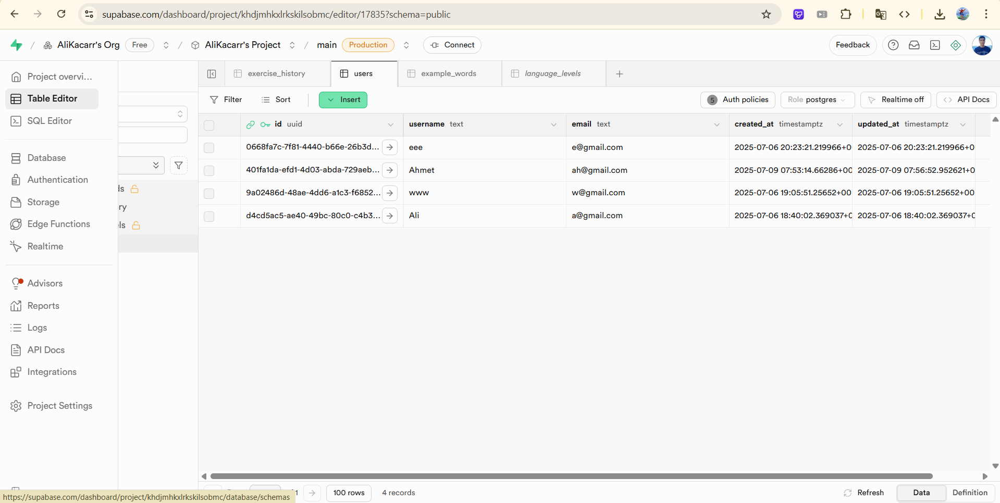 supabase.com/dashboard/project/khdjmhkxlrkskilsobmc/editor/17835?schema=public
/ AliKacarr's Org Free / AliKacarr's Project / main Production Connect Feedback
Project overvi...
Table Editor
SQL Editor
Database
Authentication
Storage
Edge Functions
Realtime
Advisors
Reports
Logs
API Docs
Integrations
Project Settings
ds
ry
els
exercise_history users example_words language_levels
Filter Sort Insert 5 Auth policies Role postgres Realtime off API Docs
id uuid username text email text created_at timestamptz updated_at timestamptz
0668fa7c-7f81-4440-b66e-26b3d... eee e@gmail.com 2025-07-06 20:23:21.219966+0 2025-07-06 20:23:21.219966+0
401fa1da-efd1-4d03-abda-729aeb... Ahmet ah@gmail.com 2025-07-09 07:53:14.66286+00 2025-07-09 07:56:52.952621+0
9a02486d-48ae-4dd6-a1c3-f6852... www w@gmail.com 2025-07-06 19:05:51.25652+00 2025-07-06 19:05:51.25652+00
d4cd5ac5-ae40-49bc-80c0-c4b3... Ali a@gmail.com 2025-07-06 18:40:02.369037+0 2025-07-06 18:40:02.369037+0
1 100 rows 4 records Refresh Data Definition
https://supabase.com/dashboard/project/khdjmhkxlrkskilsobmc/database/schemas